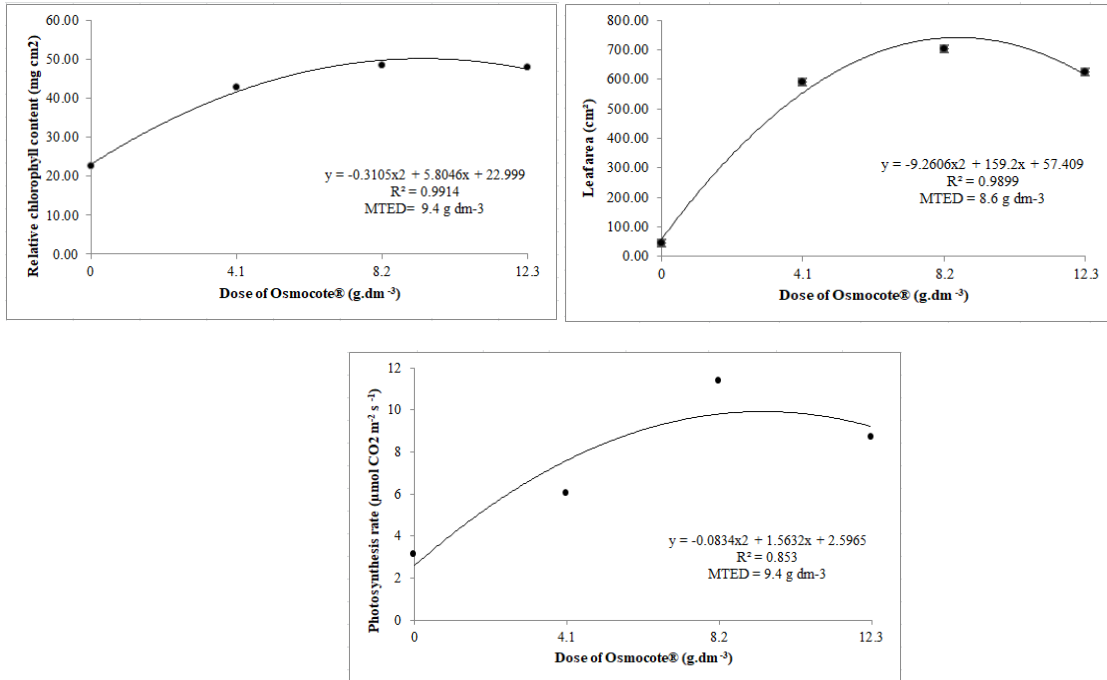 Relative chlorophyll content (mg cm2)
60.00
50.00
40.00
30.00
20.00
10.00
0.00
y = -0.3105x2 + 5.8046x + 22.999
R² = 0.9914
MTED= 9.4 g dm-3
0 4.1 8.2 12.3
Dose of Osmocote® (g.dm -3)
Leaf area (cm²)
800.00
700.00
600.00
500.00
400.00
300.00
200.00
100.00
0.00
y = -9.2606x2 + 159.2x + 57.409
R² = 0.9899
MTED = 8.6 g dm-3
0 4.1 8.2 12.3
Dose of Osmocote® (g.dm -3)
Photosynthesis rate (µmol CO2 m-2 s -1)
12
10
8
6
4
2
0
y = -0.0834x2 + 1.5632x + 2.5965
R² = 0.853
MTED = 9.4 g dm-3
0 4.1 8.2 12.3
Dose of Osmocote® (g.dm -3)